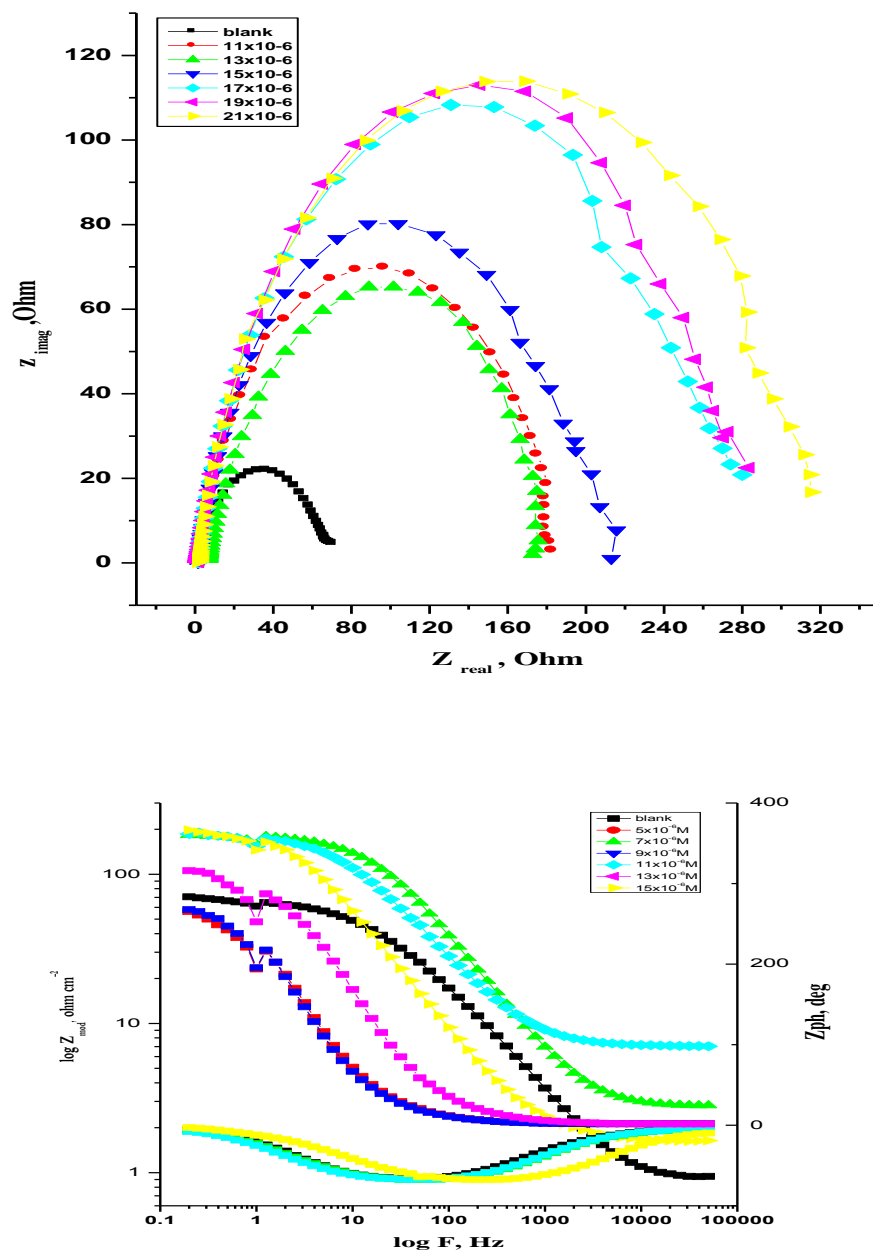 blank
11x10-6
13x10-6
15x10-6
17x10-6
19x10-6
21x10-6
120
100
80
60
40
20
0
Z imag ,Ohm
0 40 80 120 160 200 240 280 320
Z real , Ohm
400
200
0
blank
5x10-6M
7x10-6M
9x10-6M
11x10-6M
13x10-6M
15x10-6M
100
10
1
log Z mod , ohm cm -2
Zph, deg
0.1 1 10 100 1000 10000 100000
log F, Hz